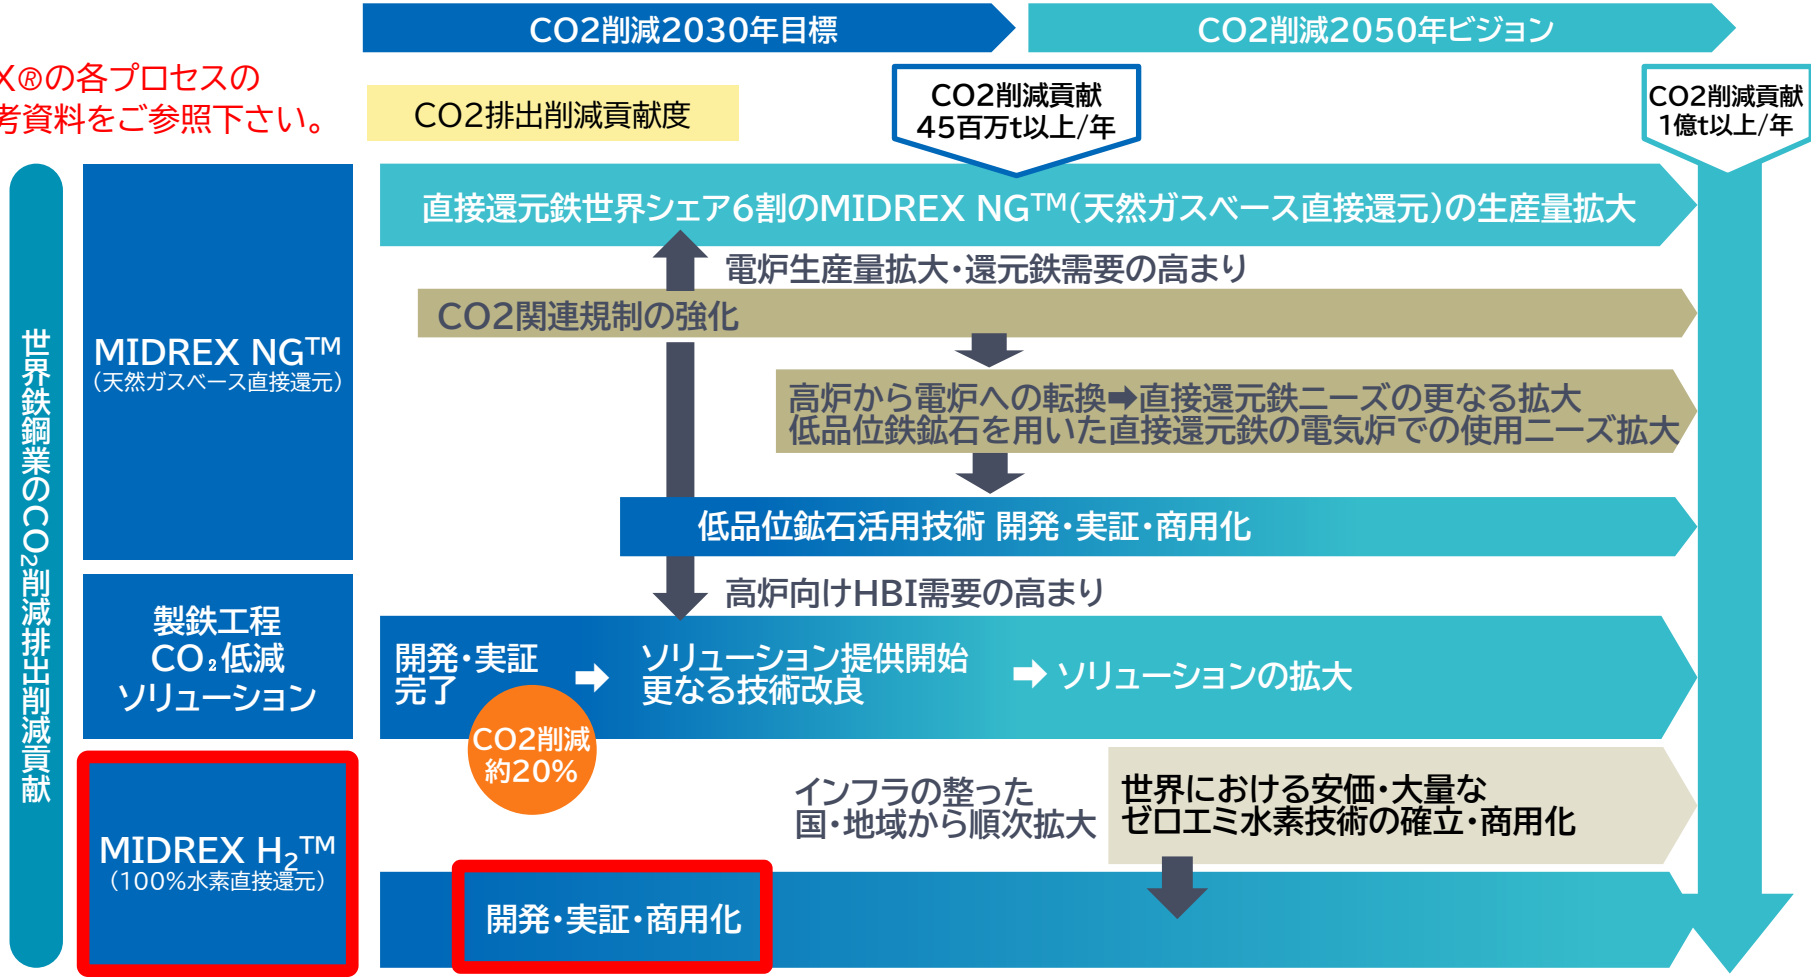 CO2削減2030年目標
CO2削減2050年ビジョン
X®の各プロセスの
考資料をご参照下さい。
CO2排出削減貢献度
CO2削減貢献
45百万t以上/年
CO2削減貢献
1億t以上/年
世界鉄鋼業のCO₂削減排出削減貢献
MIDREX NG™
(天然ガスベース直接還元)
直接還元鉄世界シェア6割のMIDREX NG™(天然ガスベース直接還元)の生産量拡大
電炉生産量拡大・還元鉄需要の高まり
CO2関連規制の強化
高炉から電炉への転換➡直接還元鉄ニーズの更なる拡大
低品位鉄鉱石を用いた直接還元鉄の電気炉での使用ニーズ拡大
低品位鉱石活用技術 開発・実証・商用化
高炉向けHBI需要の高まり
製鉄工程
CO₂低減
ソリューション
開発・実証
完了
➡
ソリューション提供開始
更なる技術改良
➡ソリューションの拡大
CO2削減
約20%
MIDREX H₂™
(100%水素直接還元)
インフラの整った
国・地域から順次拡大
世界における安価・大量な
ゼロエミ水素技術の確立・商用化
開発・実証・商用化